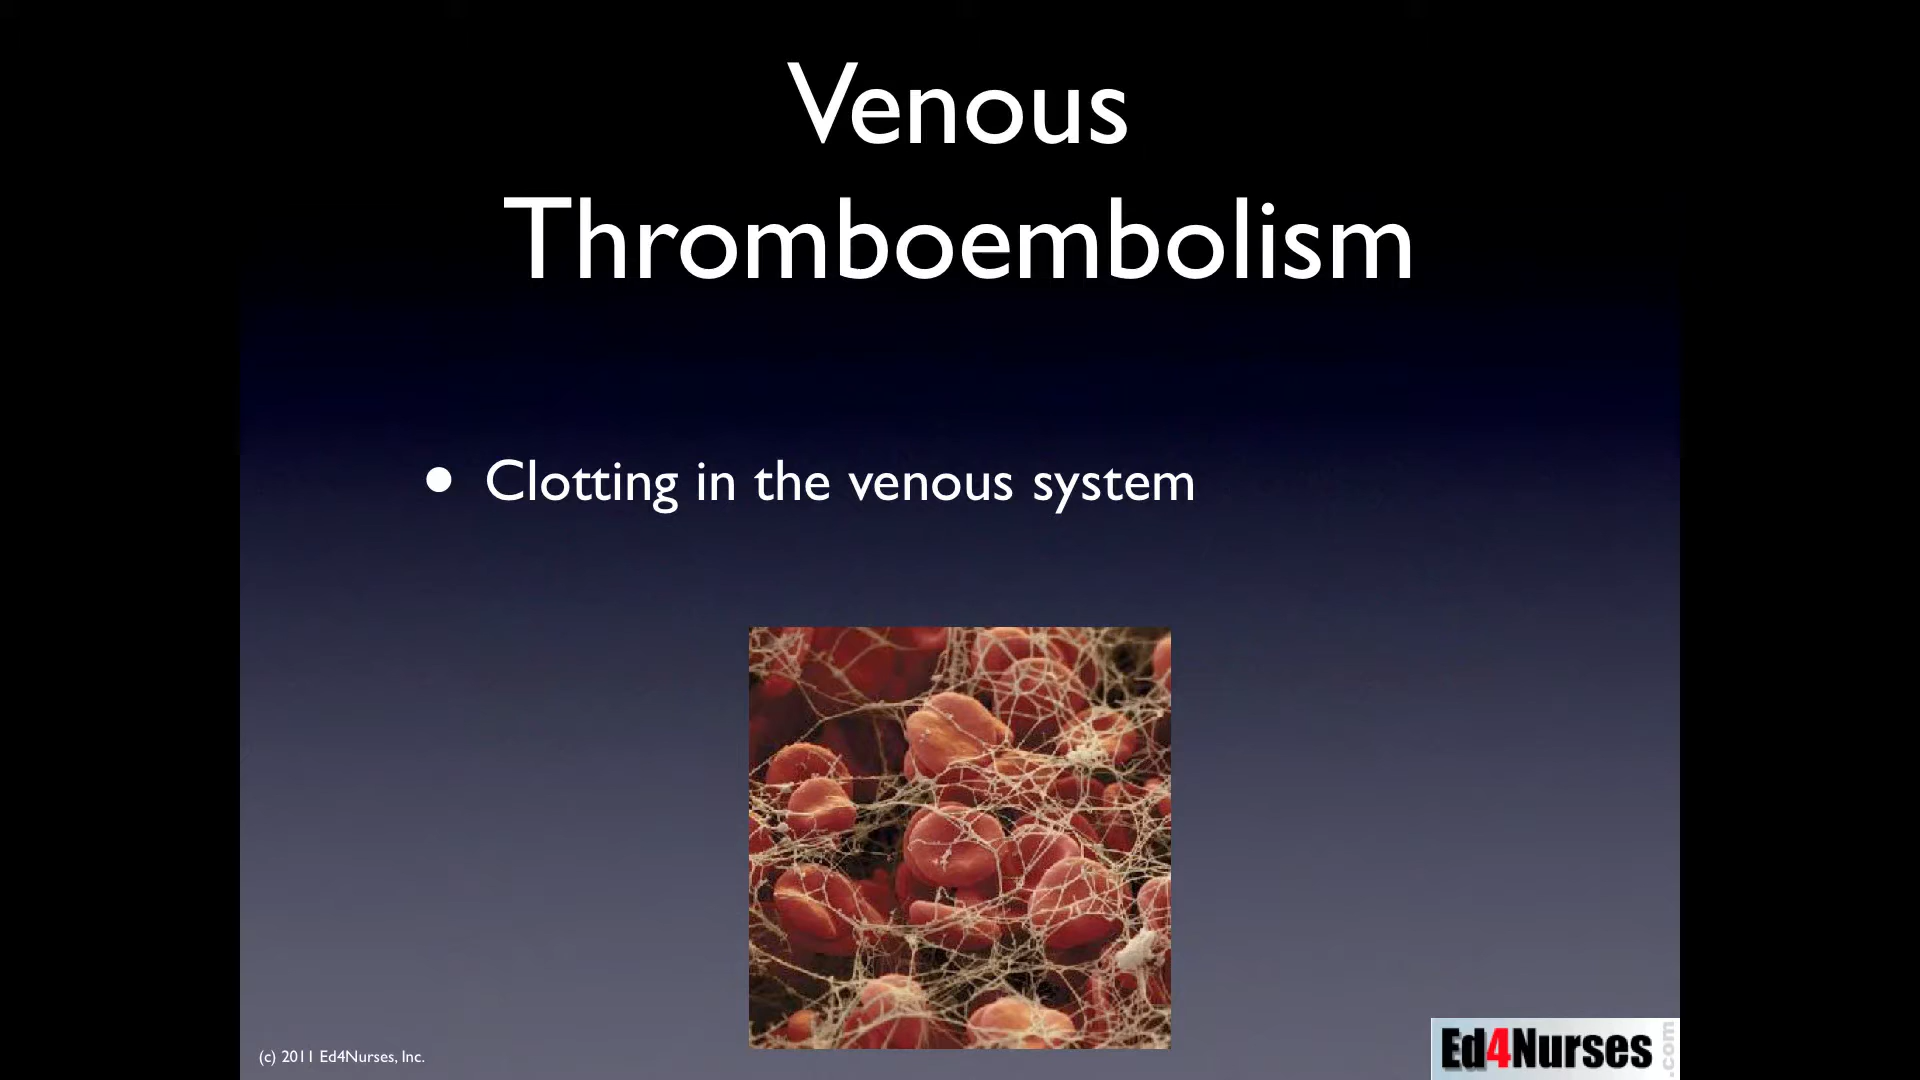 Venous
Thromboembolism
• Clotting in the venous system
(c) 2011 Ed4Nurses, Inc.
Ed4Nurses.com